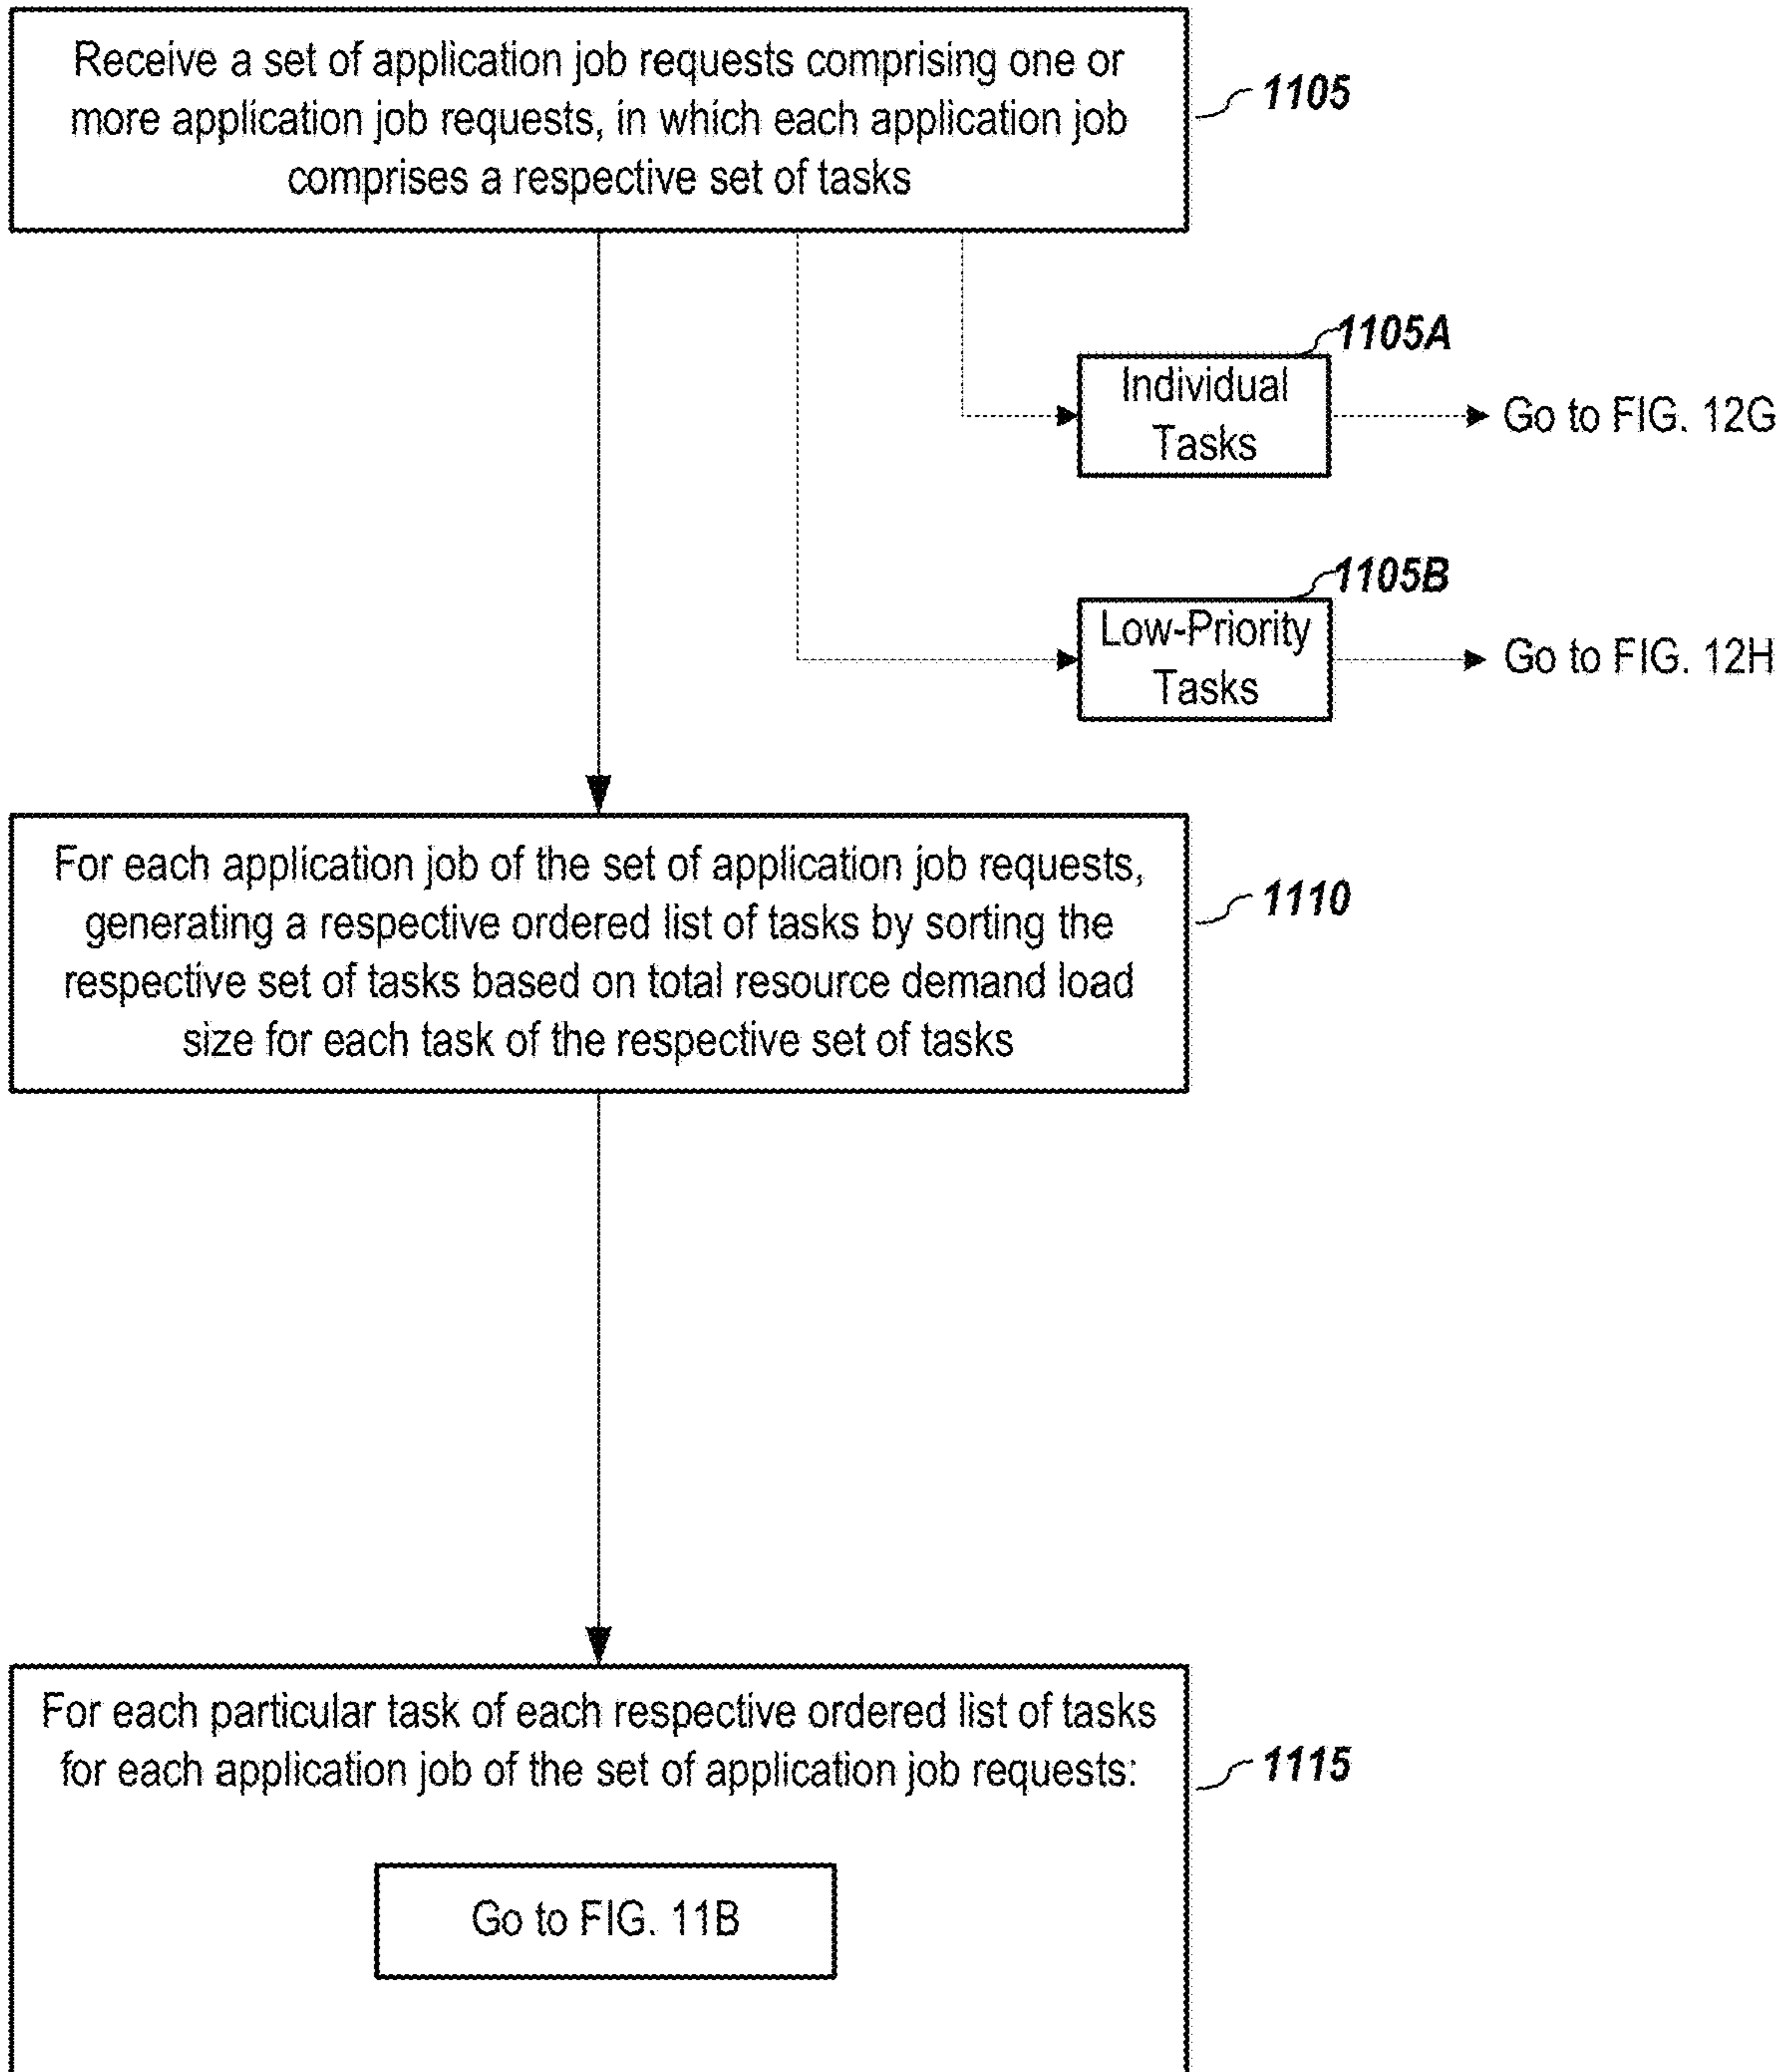 Receive a set of application job requests comprising one or
more application job requests, in which each application job
comprises a respective set of tasks
1105
1105A
Individual
Tasks
Go to FIG. 12G
1105B
Low-Priority
Tasks
Go to FIG. 12H
For each application job of the set of application job requests,
generating a respective ordered list of tasks by sorting the
respective set of tasks based on total resource demand load
size for each task of the respective set of tasks
1110
For each particular task of each respective ordered list of tasks
for each application job of the set of application job requests:
1115
Go to FIG. 11B